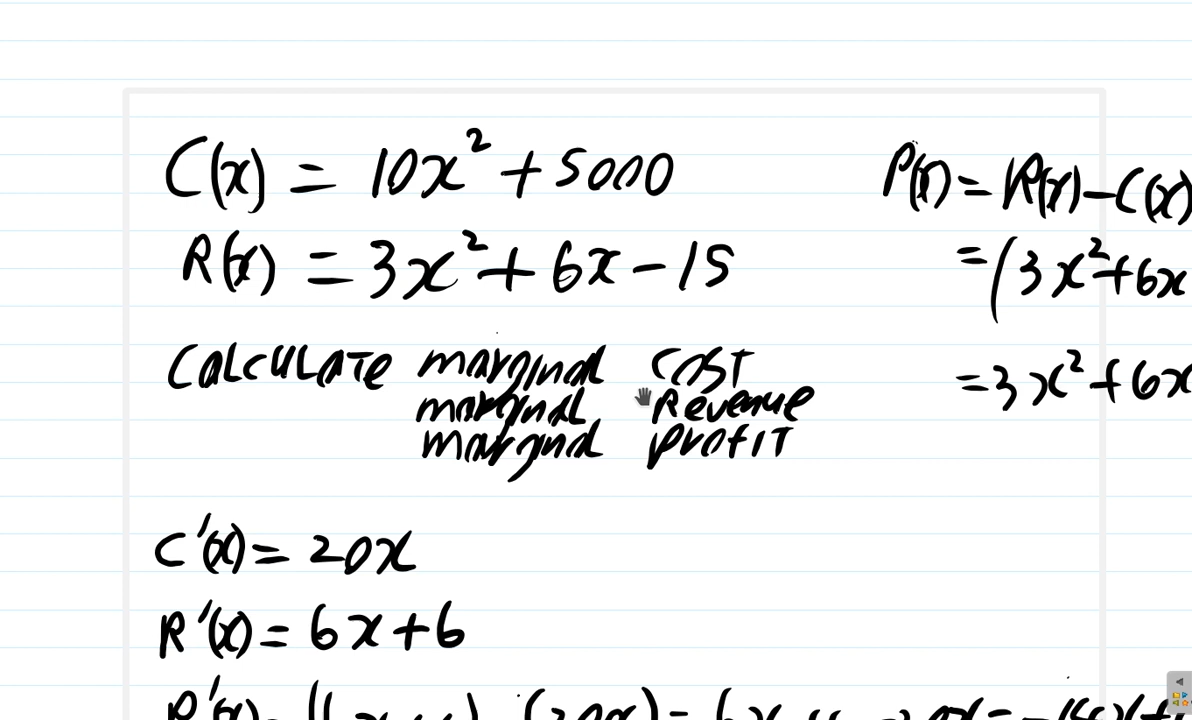 C(x) = 10x² + 5000
R(x) = 3x² + 6x - 15
CALCULATE marginal COST
marginal Revenue
marginal PROFIT
C'(x) = 20x
R'(x) = 6x + 6
P(x) = R(x) - C(x)
= (3x² + 6x
= 3x² + 6x